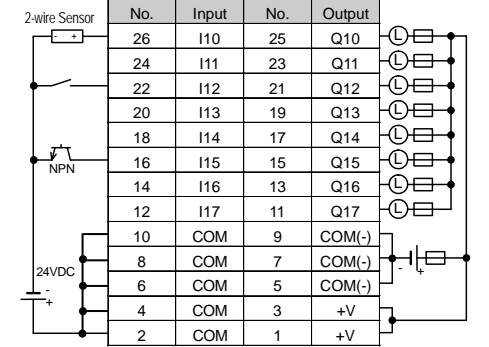 2-wire Sensor
No. Input No. Output
- +
26 I10 25 Q10 L
24 I11 23 Q11 L
22 I12 21 Q12 L
20 I13 19 Q13 L
18 I14 17 Q14 L
16 I15 15 Q15 L
NPN
14 I16 13 Q16 L
12 I17 11 Q17 L
10 COM 9 COM(-)
8 COM 7 COM(-)
- +
24VDC
6 COM 5 COM(-)
-
+
4 COM 3 +V
2 COM 1 +V